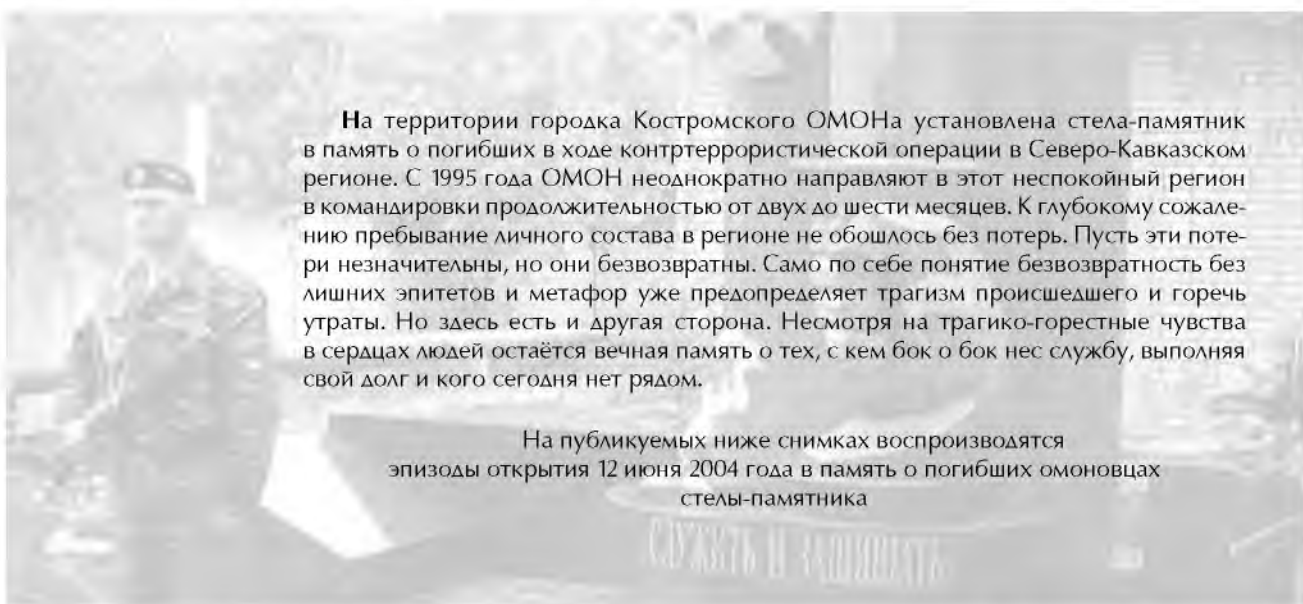 На территории городка Костромского ОМОНа установлена стела-памятник
в память о погибших в ходе контртеррористической операции в Северо-Кавказском
регионе. С 1995 года ОМОН неоднократно направляют в этот неспокойный регион
в командировки продолжительностью от двух до шести месяцев. К глубокому сожале-
нию пребывание личного состава в регионе не обошлось без потерь. Пусть эти поте-
ри незначительны, но они безвозвратны. Само по себе понятие безвозвратность без
лишних эпитетов и метафор уже предопределяет трагизм происшедшего и горечь
утраты. Но здесь есть и другая сторона. Несмотря на трагико-горестные чувства
в сердцах людей остаётся вечная память о тех, с кем бок о бок нес службу, выполняя
свой долг и кого сегодня нет рядом.
На публикуемых ниже снимках воспроизводятся
эпизоды открытия 12 июня 2004 года в память о погибших омоновцах
стелы-памятника
СЛУЖИТЬ И ЗАЩИЩАТЬ